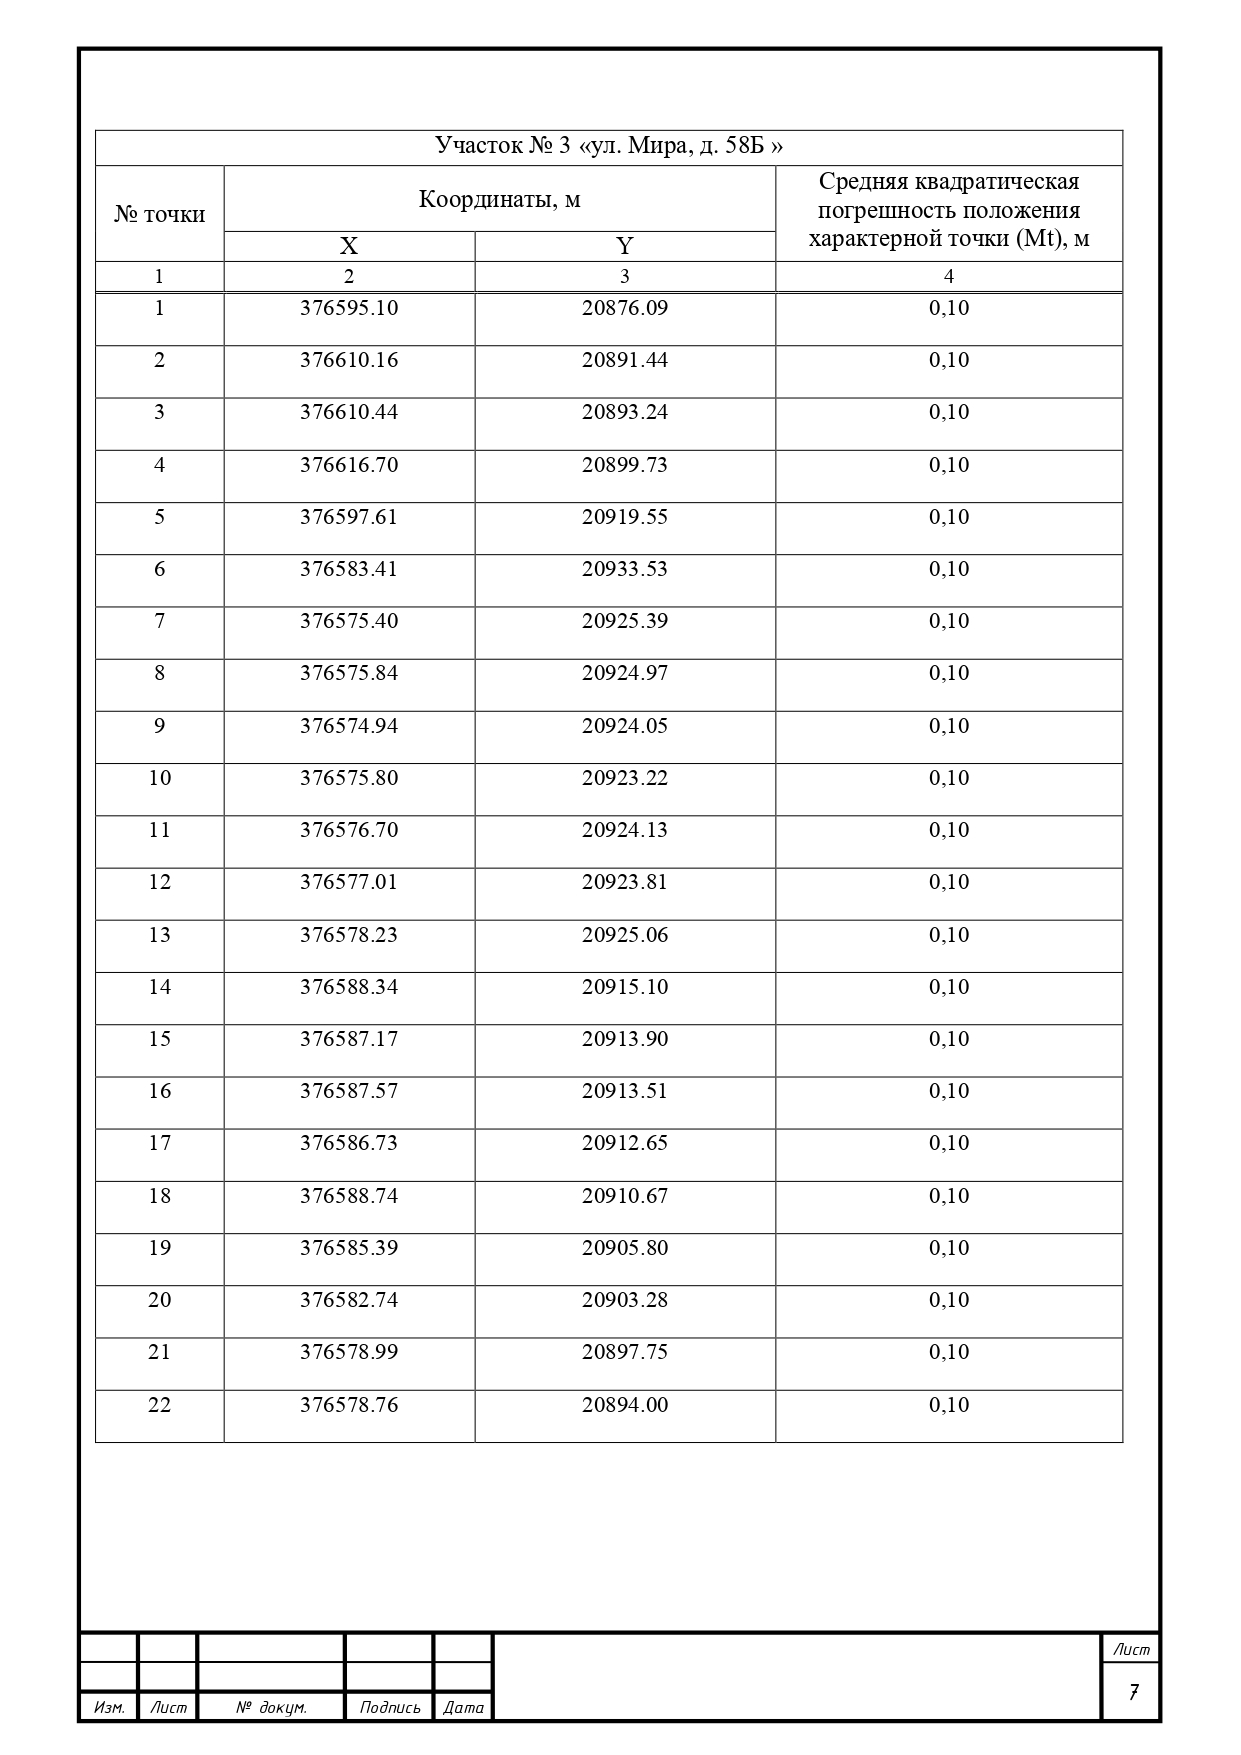 Участок № 3 «ул. Мира, д. 58Б »
№ точки
Координаты, м
Средняя квадратическая
погрешность положения
характерной точки (Mt), м
X Y
1 2 3 4
1 376595.10 20876.09 0,10
2 376610.16 20891.44 0,10
3 376610.44 20893.24 0,10
4 376616.70 20899.73 0,10
5 376597.61 20919.55 0,10
6 376583.41 20933.53 0,10
7 376575.40 20925.39 0,10
8 376575.84 20924.97 0,10
9 376574.94 20924.05 0,10
10 376575.80 20923.22 0,10
11 376576.70 20924.13 0,10
12 376577.01 20923.81 0,10
13 376578.23 20925.06 0,10
14 376588.34 20915.10 0,10
15 376587.17 20913.90 0,10
16 376587.57 20913.51 0,10
17 376586.73 20912.65 0,10
18 376588.74 20910.67 0,10
19 376585.39 20905.80 0,10
20 376582.74 20903.28 0,10
21 376578.99 20897.75 0,10
22 376578.76 20894.00 0,10
Лист
7
Изм. Лист № докум. Подпись Дата